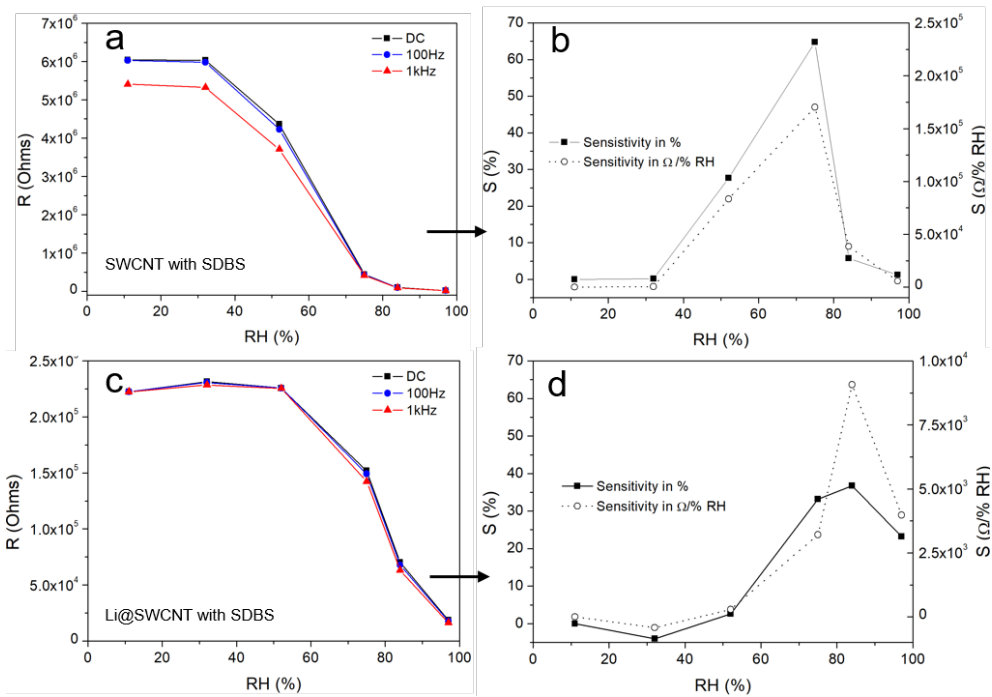 a
DC
100Hz
1kHz
7x10⁶
6x10⁶
5x10⁶
4x10⁶
3x10⁶
2x10⁶
1x10⁶
0
R (Ohms)
SWCNT with SDBS
0 20 40 60 80 100
RH (%)
b
Sensistivity in %
Sensitivity in Ω /% RH
70
60
50
40
30
20
10
0
S (%)
2.5x10⁵
2.0x10⁵
1.5x10⁵
1.0x10⁵
5.0x10⁴
0
S (Ω/% RH)
0 20 40 60 80 100
RH (%)
c
DC
100Hz
1kHz
2.0x10⁵
1.5x10⁵
1.0x10⁵
5.0x10⁴
0
R (Ohms)
Li@SWCNT with SDBS
0 20 40 60 80 100
RH (%)
d
Sensitivity in %
Sensitivity in Ω/% RH
70
60
50
40
30
20
10
0
S (%)
1.0x10⁴
7.5x10³
5.0x10³
2.5x10³
0
S (Ω/% RH)
0 10 20 30 40 50 60 70 80 90 100
RH (%)